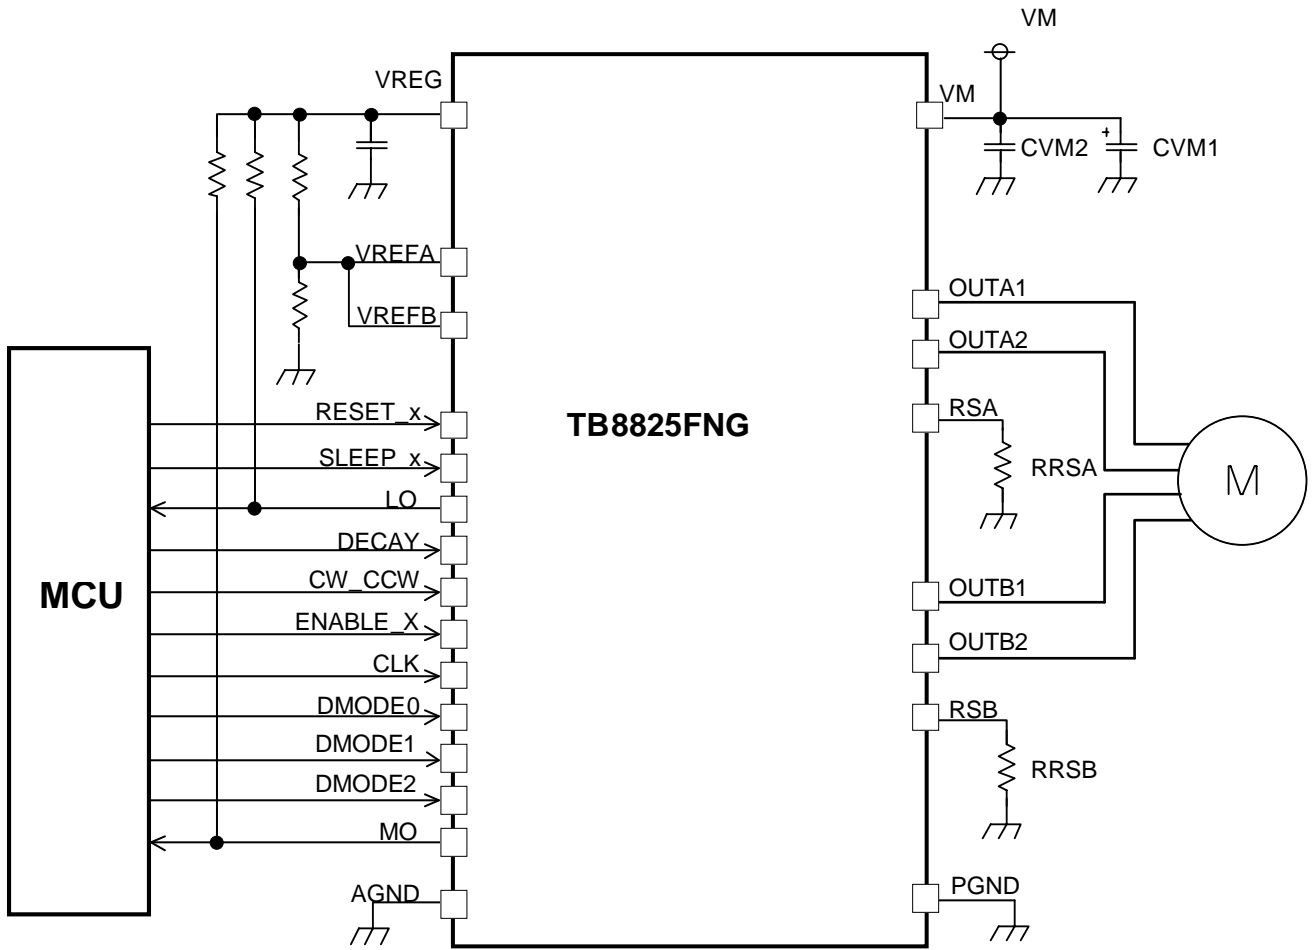 VM
VREG
VM
CVM2
+
CVM1
VREFA
VREFB
OUTA1
OUTA2
RSA
RRSA
TB8825FNG
M
MCU
RESET_x
SLEEP_x
LO
DECAY
CW_CCW
ENABLE_X
CLK
DMODE0
DMODE1
DMODE2
MO
AGND
OUTB1
OUTB2
RSB
RRSB
PGND